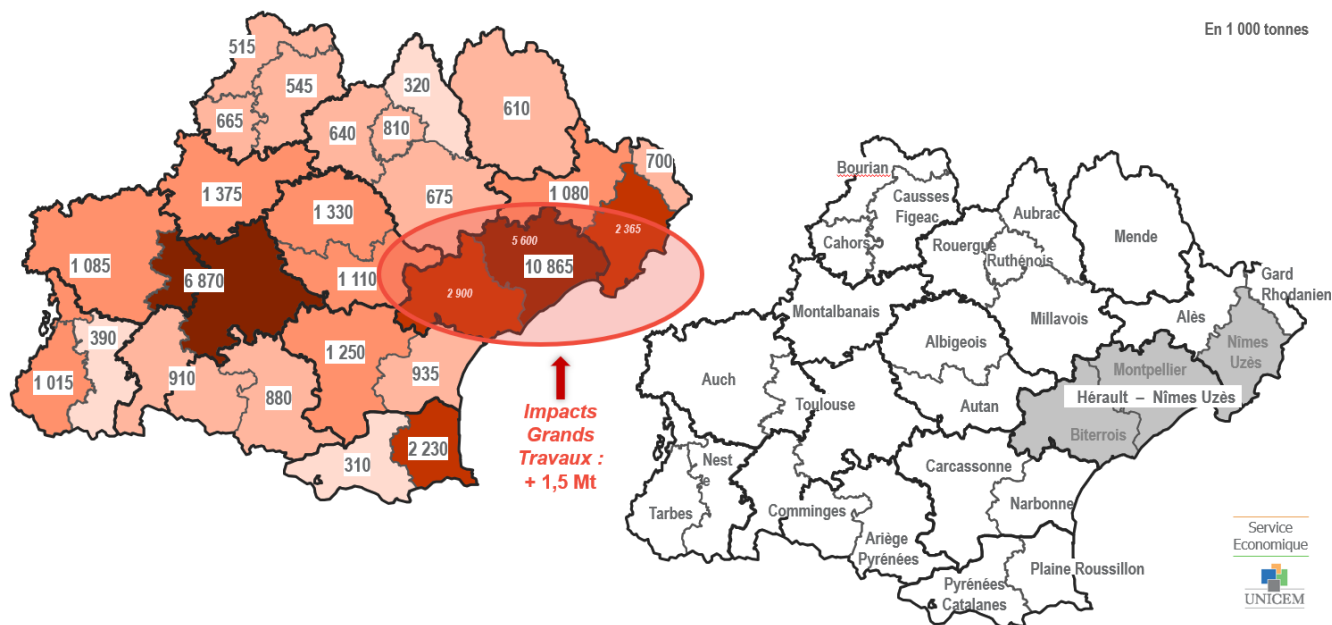 En 1 000 tonnes
515
545
320
610
665
640
810
700
1 375
675
1 080
1 330
2 365
5 600
1 085
10 865
6 870
1 110
2 900
390
1 250
1 015
910
880
935
310
2 230
Impacts
Grands
Travaux :
+ 1,5 Mt
Bourian
Causses
Figeac
Aubrac
Mende
Cahors
Rouergue
Ruthénois
Gard
Rhodanien
Montalbanais
Millavois
Alès
Albigeois
Nîmes
Uzès
Auch
Montpellier
Toulouse
Autan
Hérault – Nîmes Uzès
Biterrois
Nest
e
Carcassonne
Narbonne
Tarbes
Comminges
Ariège
Pyrénées
Plaine Roussillon
Pyrénées
Catalanes
Service
Economique
UNICEM